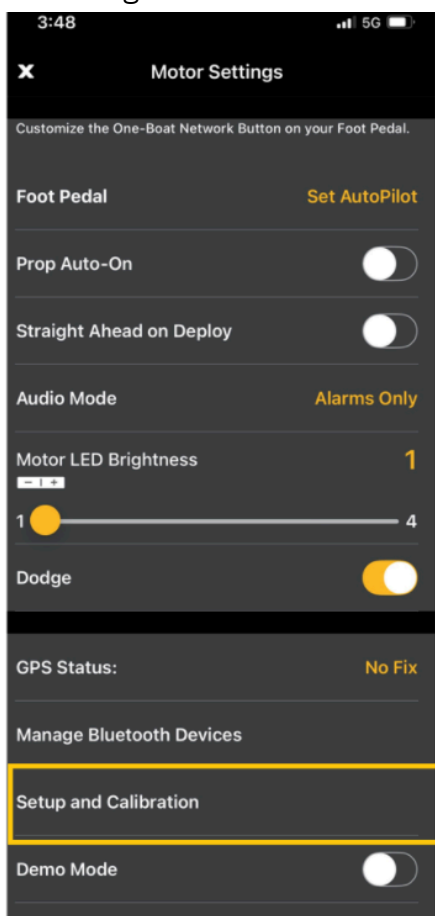 3:48 5G
X Motor Settings
Customize the One-Boat Network Button on your Foot Pedal.
Foot Pedal Set AutoPilot
Prop Auto-On
Straight Ahead on Deploy
Audio Mode Alarms Only
Motor LED Brightness 1
− | +
1 4
Dodge
GPS Status: No Fix
Manage Bluetooth Devices
Setup and Calibration
Demo Mode